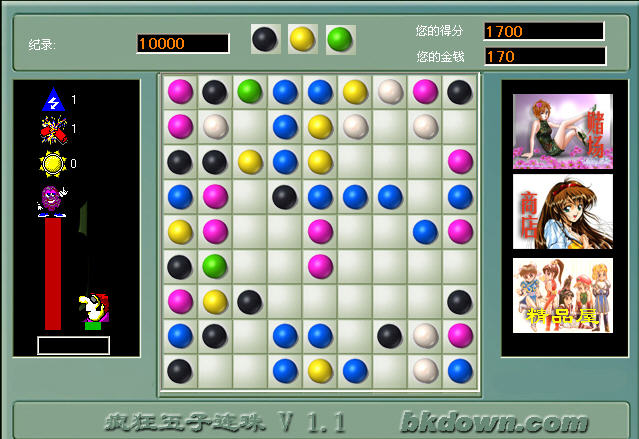 纪录:
10000
您的得分
1700
您的金钱
170
1
1
0
赌场
商店
精品屋
疯狂五子连珠 V 1.1
bkdown.com